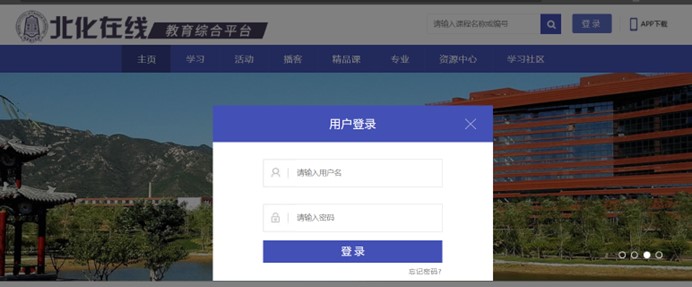 北化在线 教育综合平台
请输入课程名称或编码
登录
APP下载
主页 学习 活动 播客 精品课 专业 资源中心 学习社区
用户登录
请输入用户名
请输入密码
登录
忘记密码?